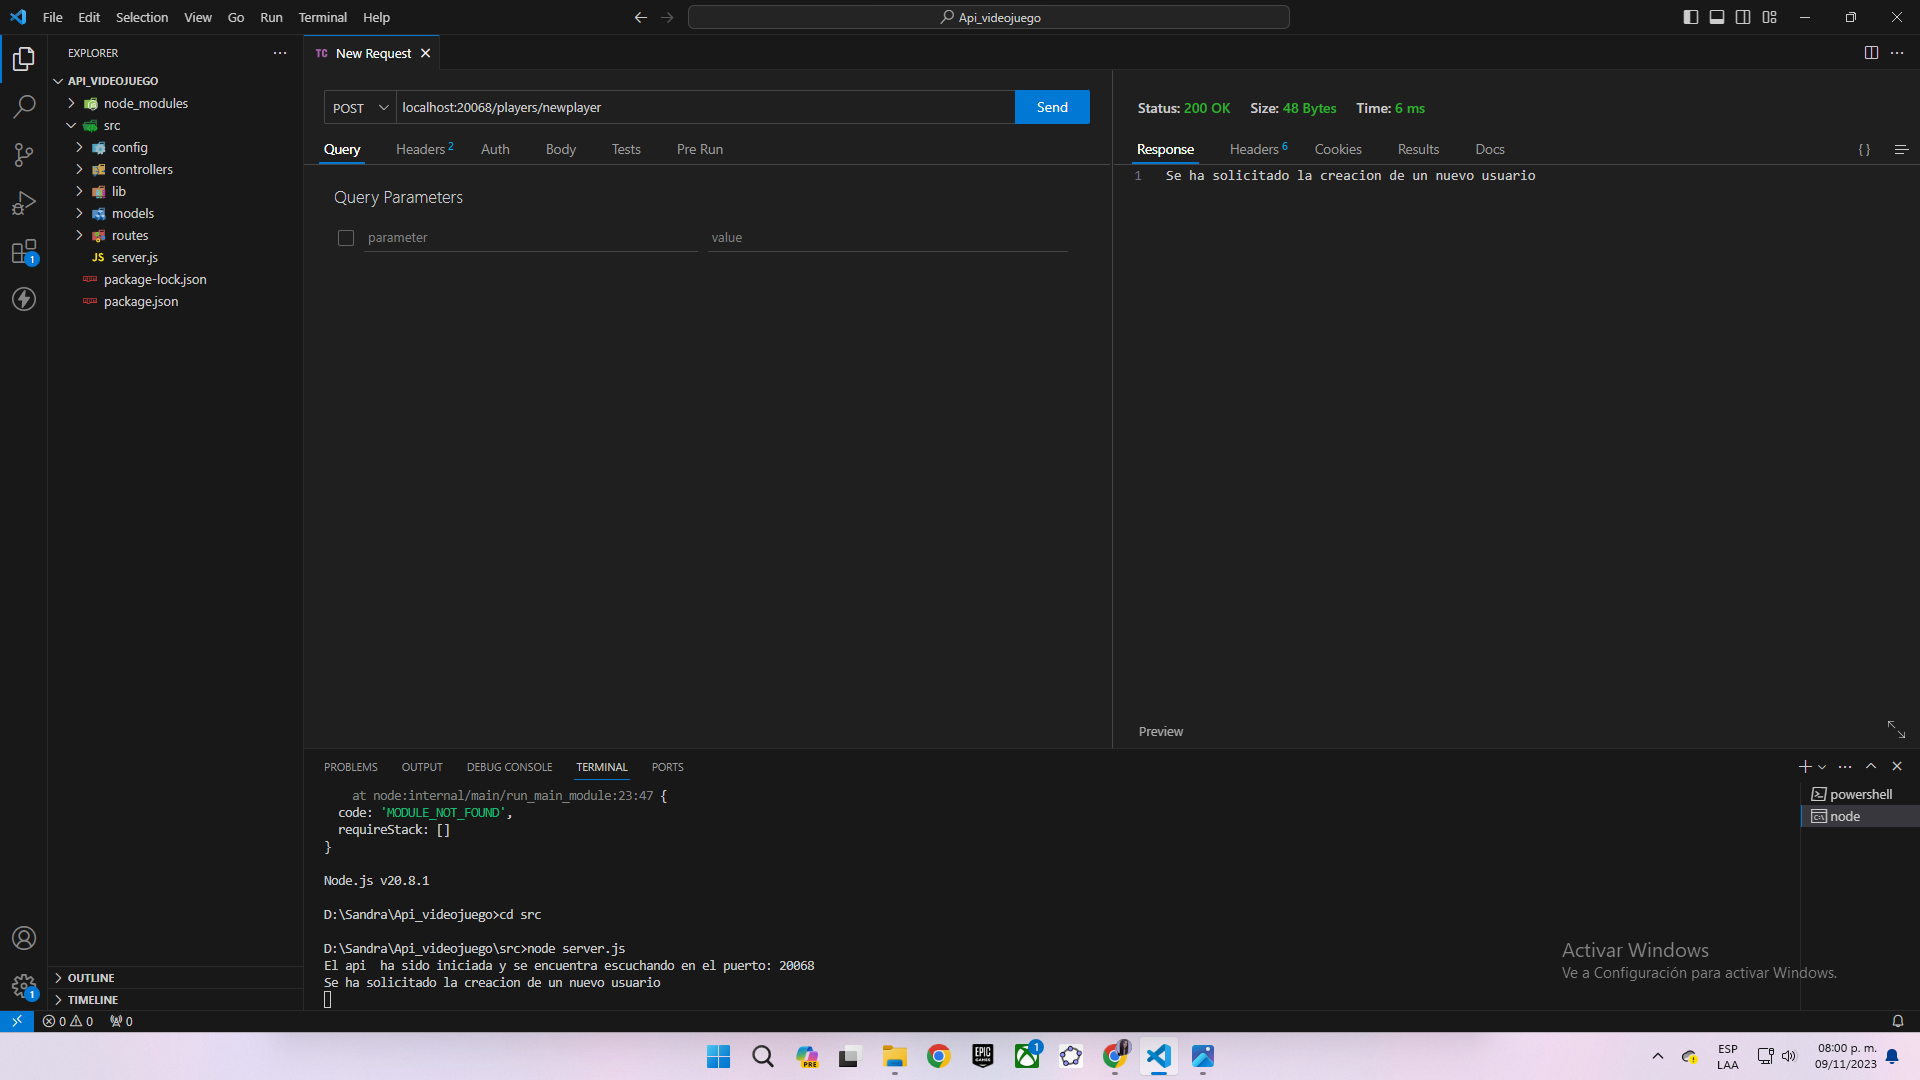 File Edit Selection View Go Run Terminal Help
Api_videojuego
EXPLORER
API_VIDEOJUEGO
node_modules
src
config
controllers
lib
models
routes
JS server.js
package-lock.json
package.json
OUTLINE
TIMELINE
TC New Request
POST localhost:20068/players/newplayer Send
Query Headers 2 Auth Body Tests Pre Run
Query Parameters
parameter value
Status: 200 OK Size: 48 Bytes Time: 6 ms
Response Headers 6 Cookies Results Docs { }
1 Se ha solicitado la creacion de un nuevo usuario
Preview
PROBLEMS OUTPUT DEBUG CONSOLE TERMINAL PORTS
at node:internal/main/run_main_module:23:47 {
code: 'MODULE_NOT_FOUND',
requireStack: []
}
Node.js v20.8.1
D:\Sandra\Api_videojuego>cd src
D:\Sandra\Api_videojuego\src>node server.js
El api  ha sido iniciada y se encuentra escuchando en el puerto: 20068
Se ha solicitado la creacion de un nuevo usuario
powershell
node
Activar Windows
Ve a Configuración para activar Windows.
1
1
0 0 0
PRE
EPIC GAMES
1
ESP
LAA
08:00 p. m.
09/11/2023